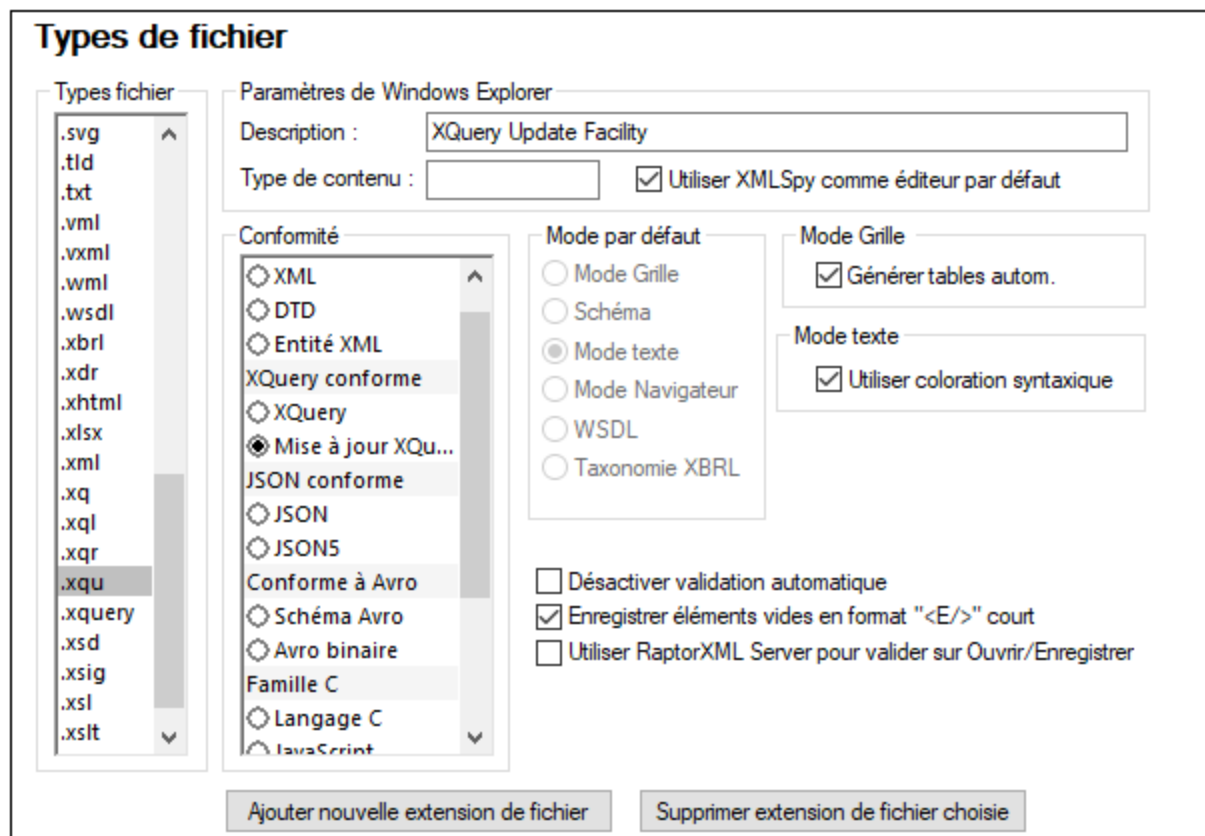 Types de fichier
Types fichier
.svg
.tld
.txt
.vml
.vxml
.wml
.wsdl
.xbrl
.xdr
.xhtml
.xlsx
.xml
.xq
.xql
.xqr
.xqu
.xquery
.xsd
.xsig
.xsl
.xslt
Paramètres de Windows Explorer
Description : XQuery Update Facility
Type de contenu : Utiliser XMLSpy comme éditeur par défaut
Conformité
XML
DTD
Entité XML
XQuery conforme
XQuery
Mise à jour XQu...
JSON conforme
JSON
JSON5
Conforme à Avro
Schéma Avro
Avro binaire
Famille C
Langage C
JavaScript
Mode par défaut
Mode Grille
Schéma
Mode texte
Mode Navigateur
WSDL
Taxonomie XBRL
Mode Grille
Générer tables autom.
Mode texte
Utiliser coloration syntaxique
Désactiver validation automatique
Enregistrer éléments vides en format "<E/>" court
Utiliser RaptorXML Server pour valider sur Ouvrir/Enregistrer
Ajouter nouvelle extension de fichier
Supprimer extension de fichier choisie